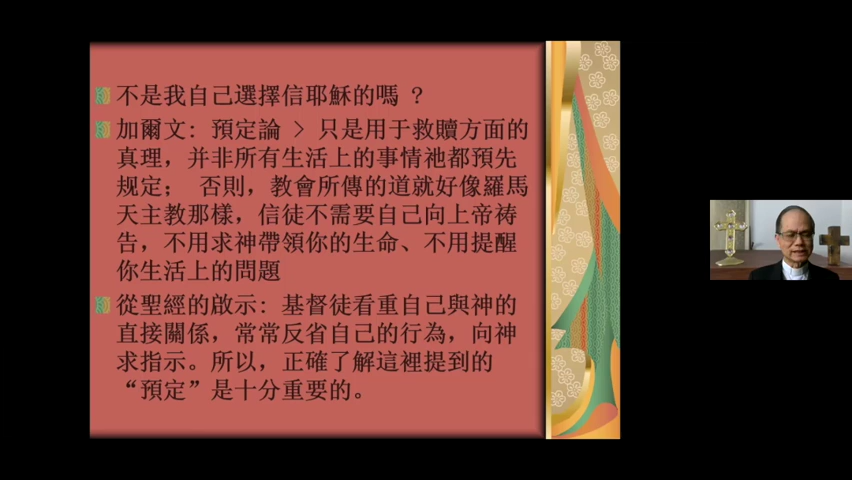 不是我自己選擇信耶穌的嗎 ?
加爾文: 預定論 > 只是用于救贖方面的
真理，并非所有生活上的事情祂都預先
规定； 否則，教會所傳的道就好像羅馬
天主教那樣，信徒不需要自己向上帝祷
告，不用求神帶領你的生命、不用提醒
你生活上的問題
從聖經的啟示: 基督徒看重自己與神的
直接關係，常常反省自己的行為，向神
求指示。所以，正確了解這裡提到的
“預定”是十分重要的。